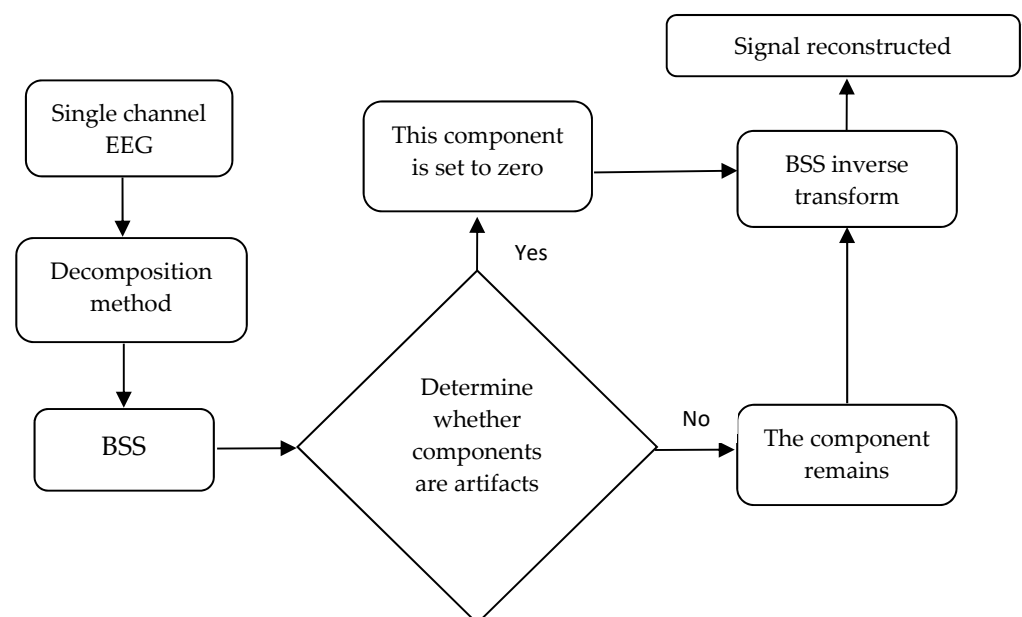 Single channel
EEG
Decomposition
method
BSS
Determine
whether
components
are artifacts
Yes
This component
is set to zero
No
The component
remains
BSS inverse
transform
Signal reconstructed